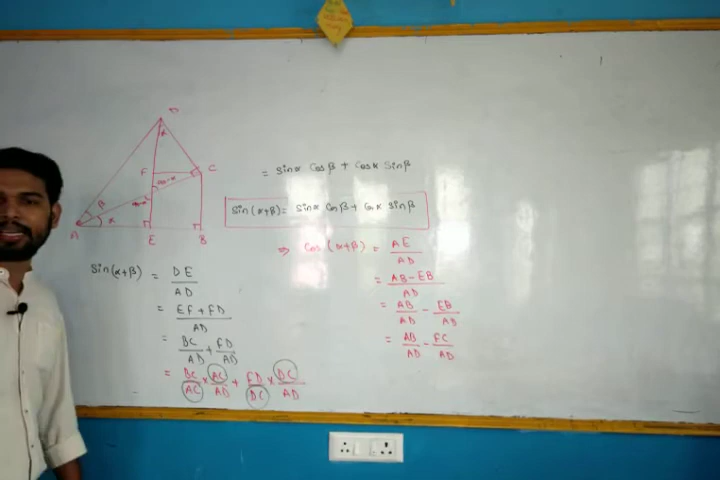 D
α
F
C
90-α
β
90-α
α
A
E
B
= Sinα Cosβ + Cosα Sinβ
Sin(α+β) = Sinα Cosβ + Cosα Sinβ
Sin(α+β) = DE/AD
= EF + FD/AD
= BC/AD + FD/AD
= BC/AC × AC/AD + FD/DC × DC/AD
⇒ Cos(α+β) = AE/AD
= AB - EB/AD
= AB/AD - EB/AD
= AB/AD - FC/AD